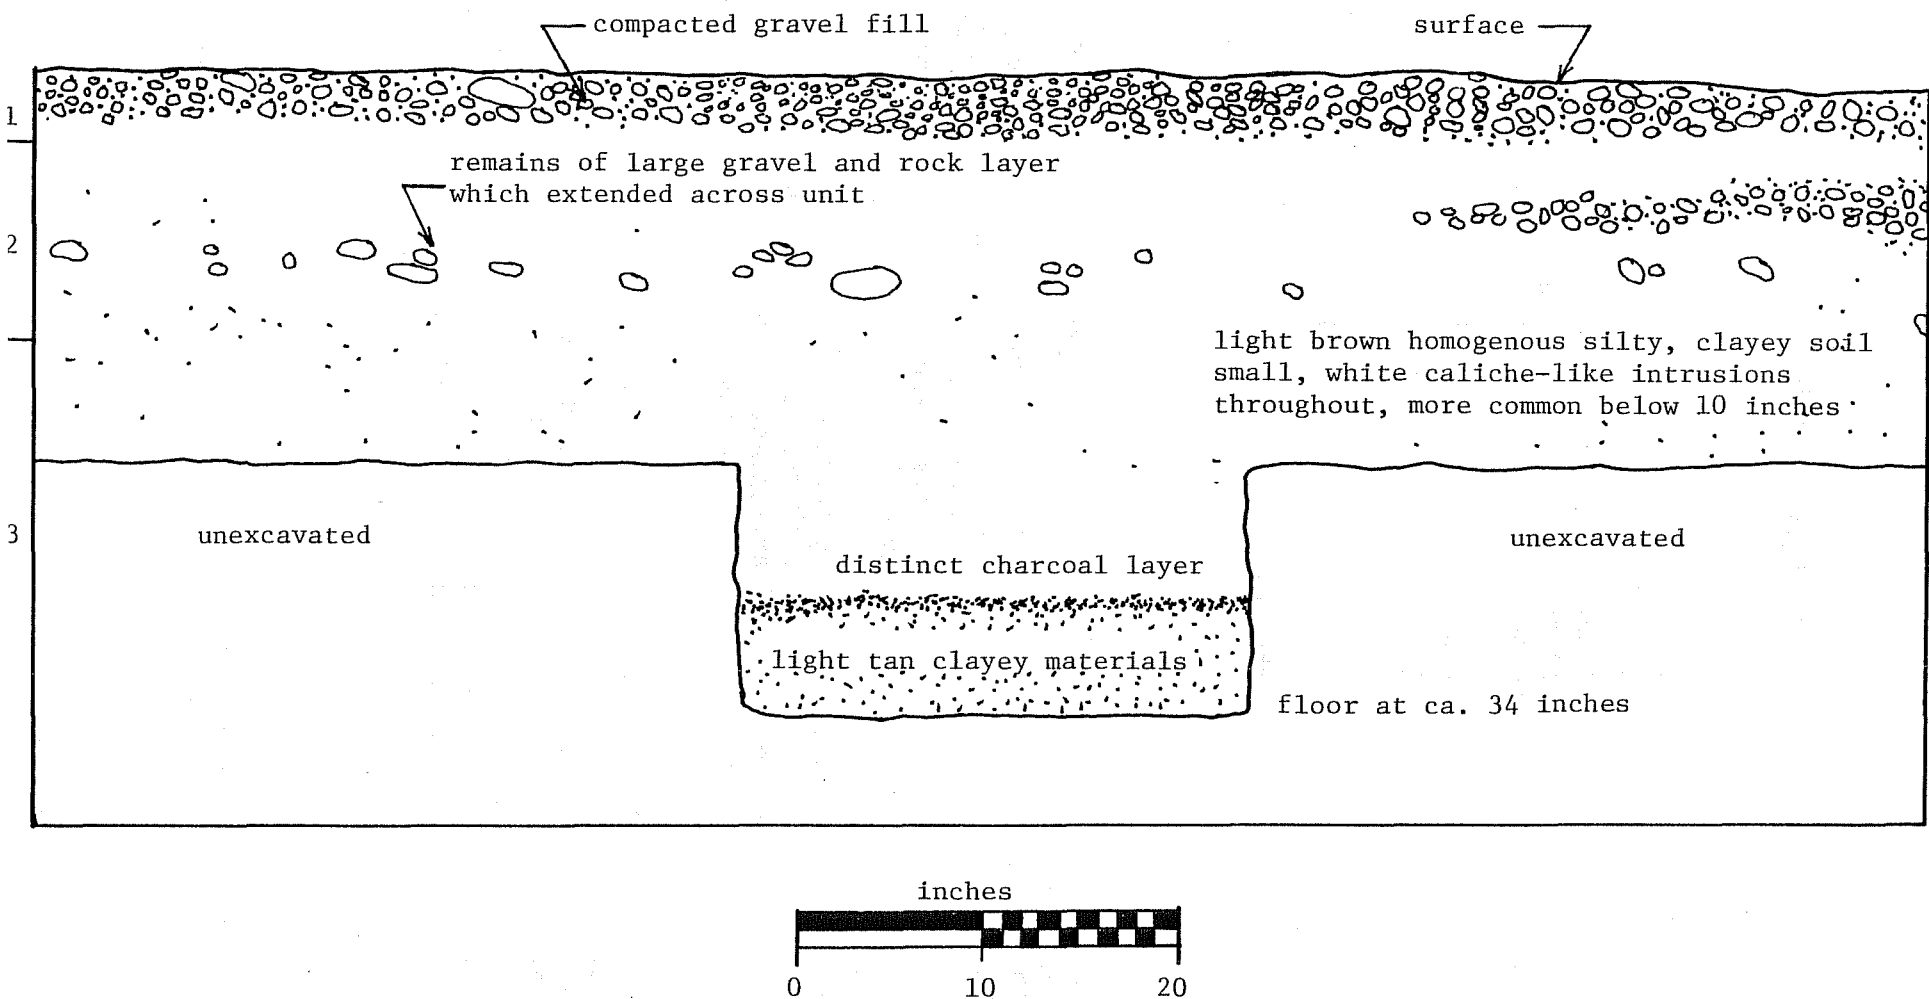 compacted gravel fill
surface
1
remains of large gravel and rock layer
which extended across unit
2
light brown homogenous silty, clayey soil
small, white caliche-like intrusions
throughout, more common below 10 inches
3
unexcavated
unexcavated
distinct charcoal layer
light tan clayey materials
floor at ca. 34 inches
inches
0 10 20